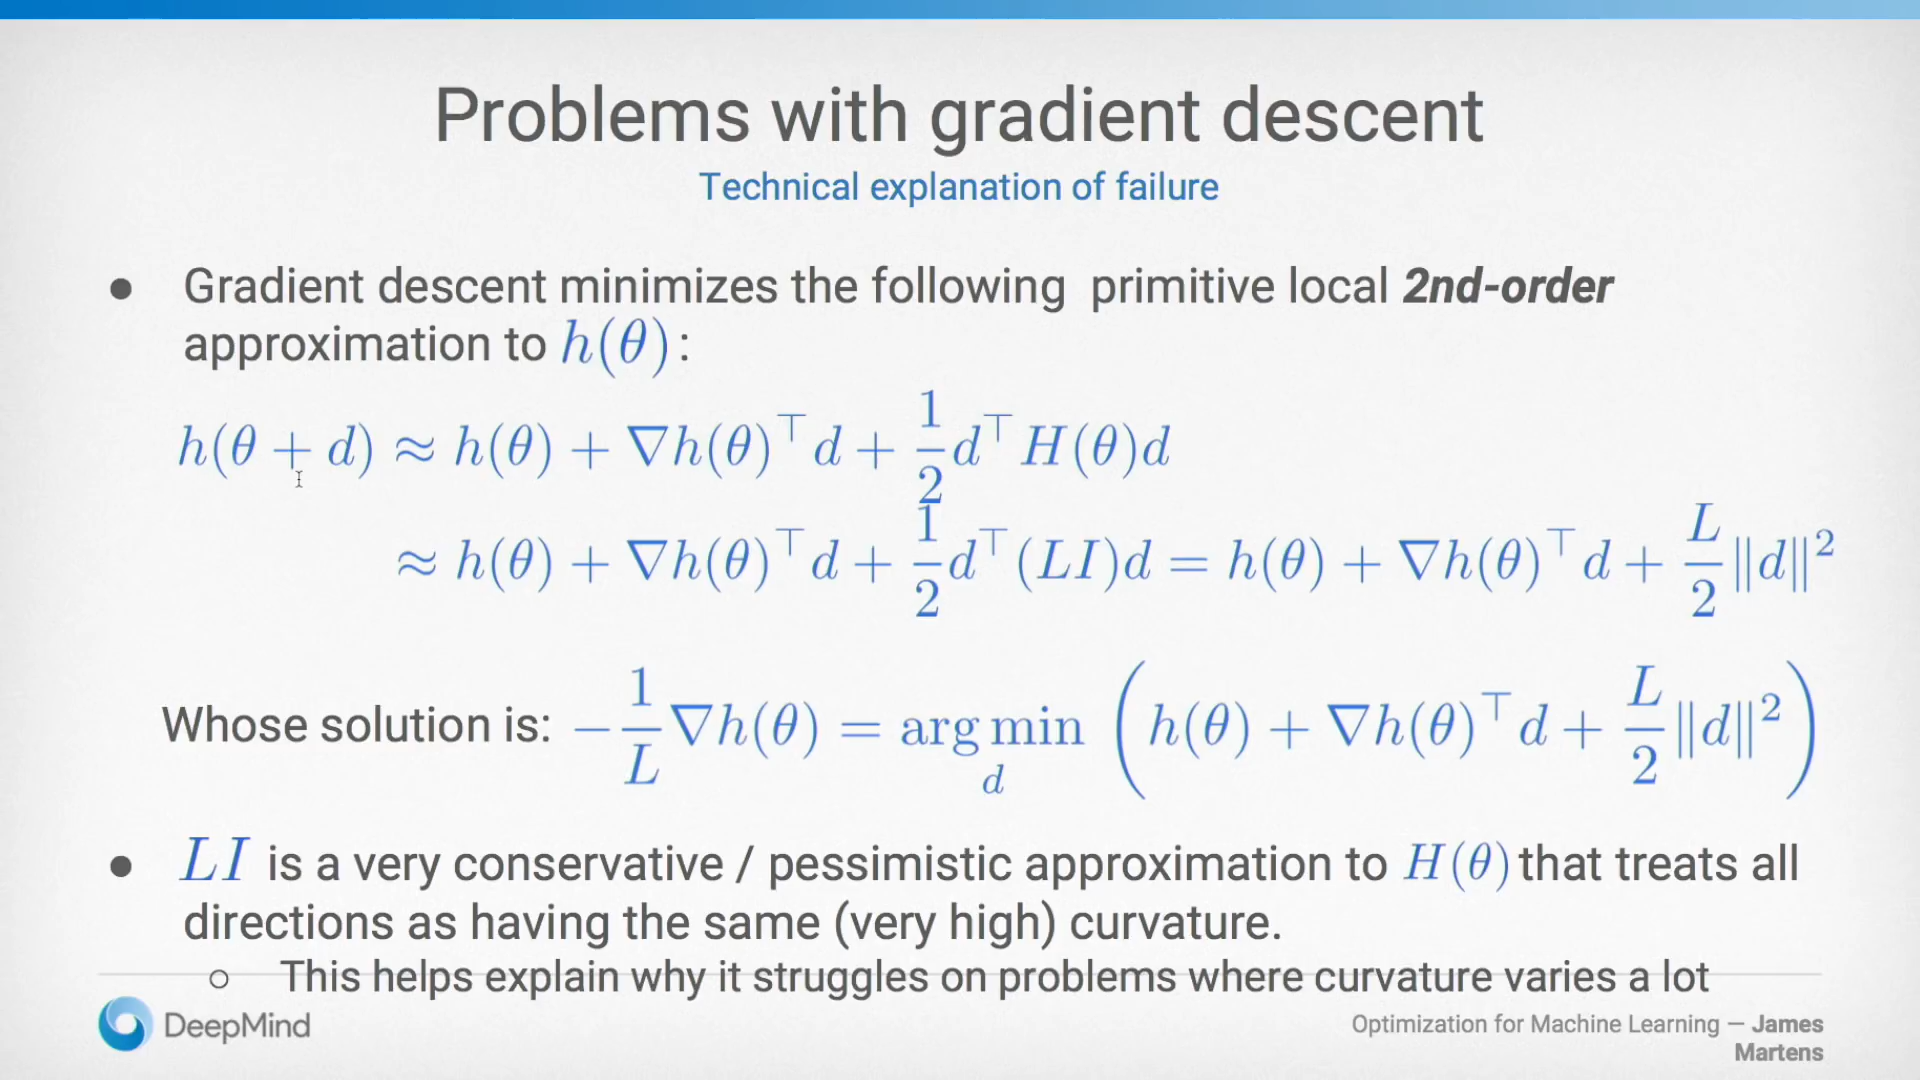 Problems with gradient descent
Technical explanation of failure
● Gradient descent minimizes the following primitive local 2nd-order
approximation to h(θ) :
h(θ + d) ≈ h(θ) + ∇h(θ)⊤d + 1/2 d⊤H(θ)d
≈ h(θ) + ∇h(θ)⊤d + 1/2 d⊤(LI)d = h(θ) + ∇h(θ)⊤d + L/2 ‖d‖²
Whose solution is: −1/L ∇h(θ) = arg min_d ( h(θ) + ∇h(θ)⊤d + L/2 ‖d‖² )
● LI is a very conservative / pessimistic approximation to H(θ) that treats all
directions as having the same (very high) curvature.
○ This helps explain why it struggles on problems where curvature varies a lot
DeepMind
Optimization for Machine Learning — James
Martens